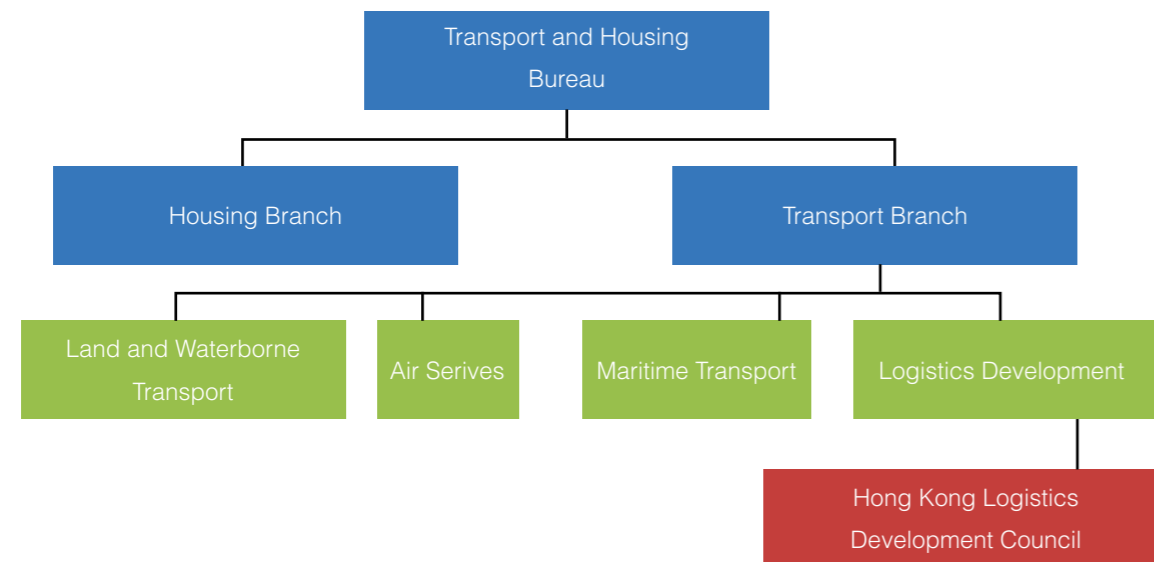 Transport and Housing
Bureau
Housing Branch
Transport Branch
Land and Waterborne
Transport
Air Serives
Maritime Transport
Logistics Development
Hong Kong Logistics
Development Council